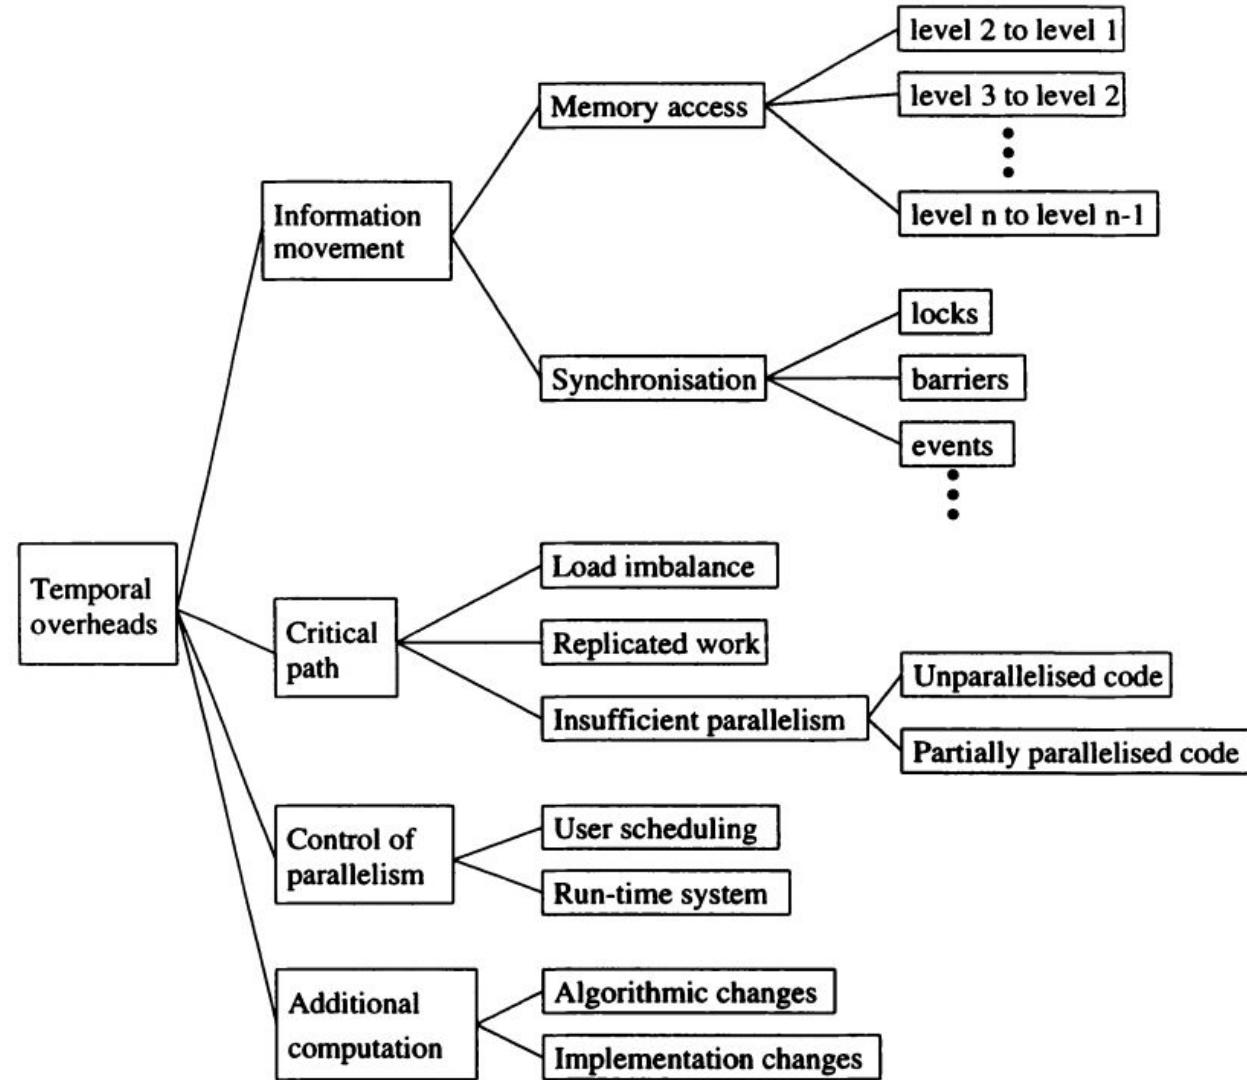 level 2 to level 1
level 3 to level 2
Memory access
level n to level n-1
Information
movement
locks
Synchronisation
barriers
events
Temporal
overheads
Load imbalance
Critical
path
Replicated work
Insufficient parallelism
Unparallelised code
Partially parallelised code
Control of
parallelism
User scheduling
Run-time system
Additional
computation
Algorithmic changes
Implementation changes